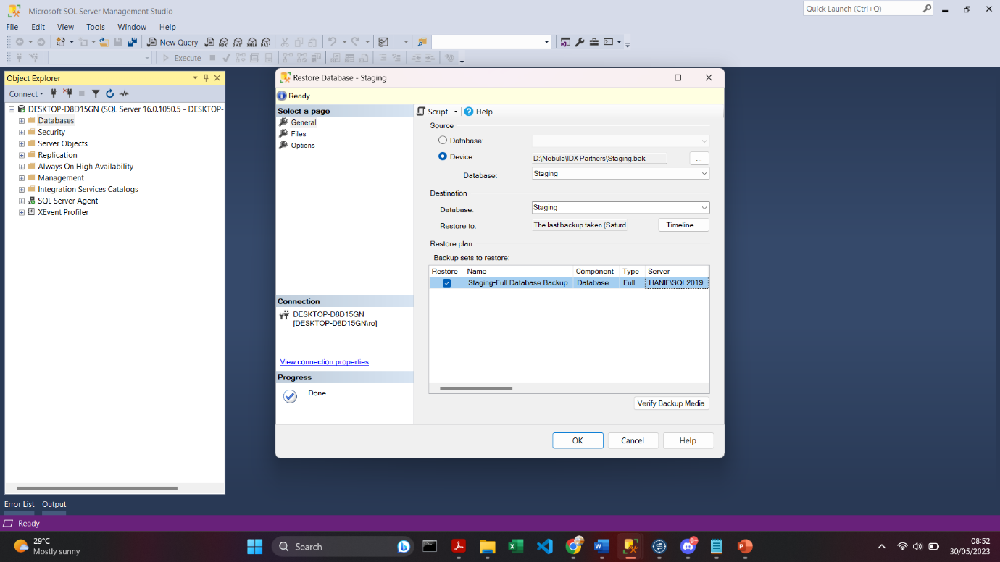 Microsoft SQL Server Management Studio
Quick Launch (Ctrl+Q)
File Edit View Tools Window Help
New Query MDX DMX XMLA DAX
Execute
Object Explorer
Connect
DESKTOP-D8D15GN (SQL Server 16.0.1050.5 - DESKTOP-
Databases
Security
Server Objects
Replication
Always On High Availability
Management
Integration Services Catalogs
SQL Server Agent
XEvent Profiler
Restore Database - Staging
Ready
Select a page
General
Files
Options
Connection
DESKTOP-D8D15GN
[DESKTOP-D8D15GN\re]
View connection properties
Progress
Done
Script Help
Source
Database:
Device: D:\Nebula\IDX Partners\Staging.bak ...
Database: Staging
Destination
Database: Staging
Restore to: The last backup taken (Saturd Timeline...
Restore plan
Backup sets to restore:
Restore Name Component Type Server
Staging-Full Database Backup Database Full HANIF\SQL2019
Verify Backup Media
OK Cancel Help
Error List Output
Ready
29°C
Mostly sunny
Search
9+
08:52
30/05/2023